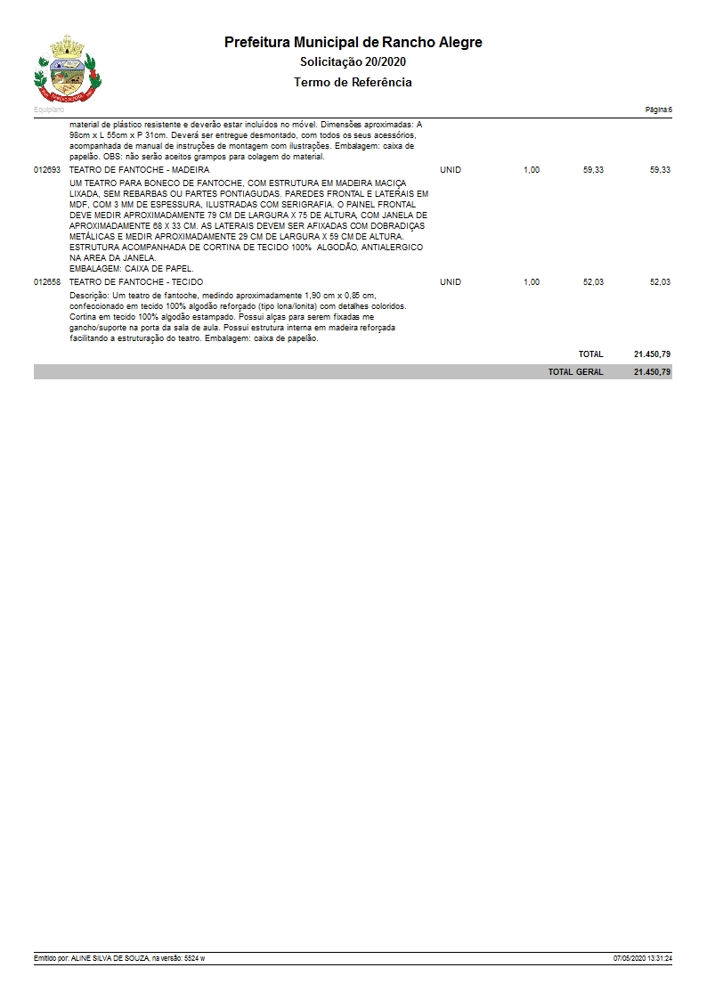 Prefeitura Municipal de Rancho Alegre
Solicitação 20/2020
Termo de Referência
Equiplano Página:6
material de plástico resistente e deverão estar incluídos no móvel. Dimensões aproximadas: A
98cm x L 55cm x P 31cm. Deverá ser entregue desmontado, com todos os seus acessórios,
acompanhada de manual de instruções de montagem com ilustrações. Embalagem: caixa de
papelão. OBS: não serão aceitos grampos para colagem do material.
012693 TEATRO DE FANTOCHE - MADEIRA UNID 1,00 59,33 59,33
UM TEATRO PARA BONECO DE FANTOCHE, COM ESTRUTURA EM MADEIRA MACIÇA
LIXADA, SEM REBARBAS OU PARTES PONTIAGUDAS. PAREDES FRONTAL E LATERAIS EM
MDF, COM 3 MM DE ESPESSURA, ILUSTRADAS COM SERIGRAFIA. O PAINEL FRONTAL
DEVE MEDIR APROXIMADAMENTE 79 CM DE LARGURA X 75 DE ALTURA, COM JANELA DE
APROXIMADAMENTE 68 X 33 CM. AS LATERAIS DEVEM SER AFIXADAS COM DOBRADIÇAS
METÁLICAS E MEDIR APROXIMADAMENTE 29 CM DE LARGURA X 59 CM DE ALTURA.
ESTRUTURA ACOMPANHADA DE CORTINA DE TECIDO 100% ALGODÃO, ANTIALERGICO
NA AREA DA JANELA.
EMBALAGEM: CAIXA DE PAPEL.
012658 TEATRO DE FANTOCHE - TECIDO UNID 1,00 52,03 52,03
Descrição: Um teatro de fantoche, medindo aproximadamente 1,90 cm x 0,85 cm,
confeccionado em tecido 100% algodão reforçado (tipo lona/lonita) com detalhes coloridos.
Cortina em tecido 100% algodão estampado. Possui alças para serem fixadas me
gancho/suporte na porta da sala de aula. Possui estrutura interna em madeira reforçada
facilitando a estruturação do teatro. Embalagem: caixa de papelão.
TOTAL 21.450,79
TOTAL GERAL 21.450,79
Emitido por: ALINE SILVA DE SOUZA, na versão: 5524 w 07/05/2020 13:31:24